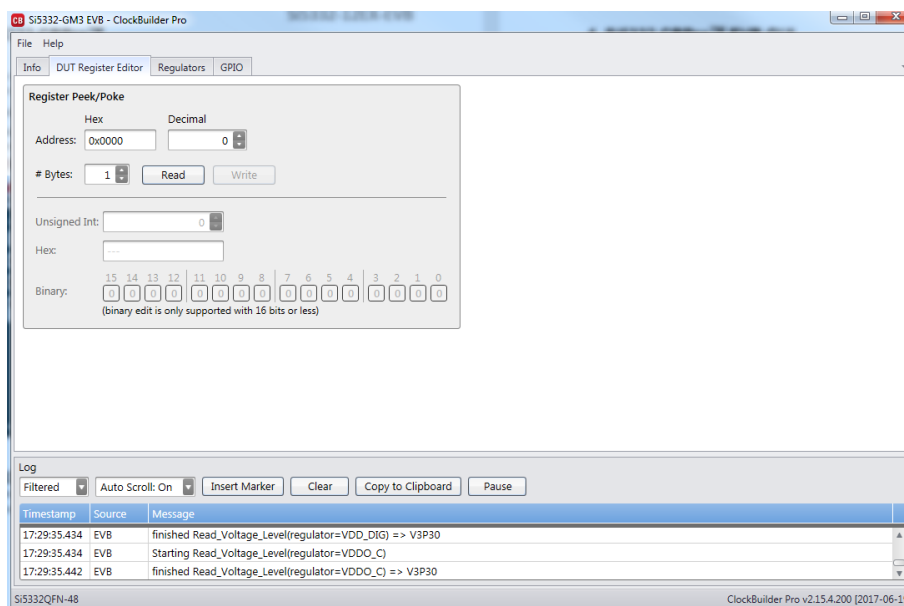 Si5332-GM3 EVB - ClockBuilder Pro
File Help
Info DUT Register Editor Regulators GPIO
Register Peek/Poke
Hex Decimal
Address: 0x0000 0
# Bytes: 1 Read Write
Unsigned Int: 0
Hex: ---
15 14 13 12 11 10 9 8 7 6 5 4 3 2 1 0
Binary: 0 0 0 0 0 0 0 0 0 0 0 0 0 0 0 0
(binary edit is only supported with 16 bits or less)
Log
Filtered Auto Scroll: On Insert Marker Clear Copy to Clipboard Pause
Timestamp Source Message
17:29:35.434 EVB finished Read_Voltage_Level(regulator=VDD_DIG) => V3P30
17:29:35.434 EVB Starting Read_Voltage_Level(regulator=VDDO_C)
17:29:35.442 EVB finished Read_Voltage_Level(regulator=VDDO_C) => V3P30
Si5332QFN-48 ClockBuilder Pro v2.15.4.200 [2017-06-1